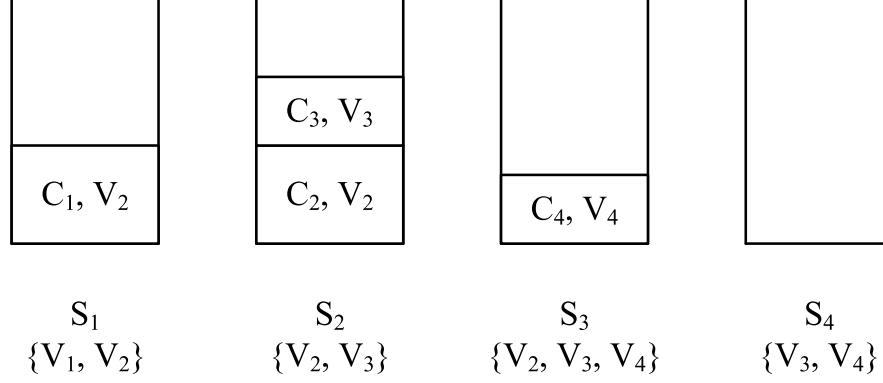 C₃, V₃
C₁, V₂
C₂, V₂
C₄, V₄
S₁
S₂
S₃
S₄
{V₁, V₂}
{V₂, V₃}
{V₂, V₃, V₄}
{V₃, V₄}